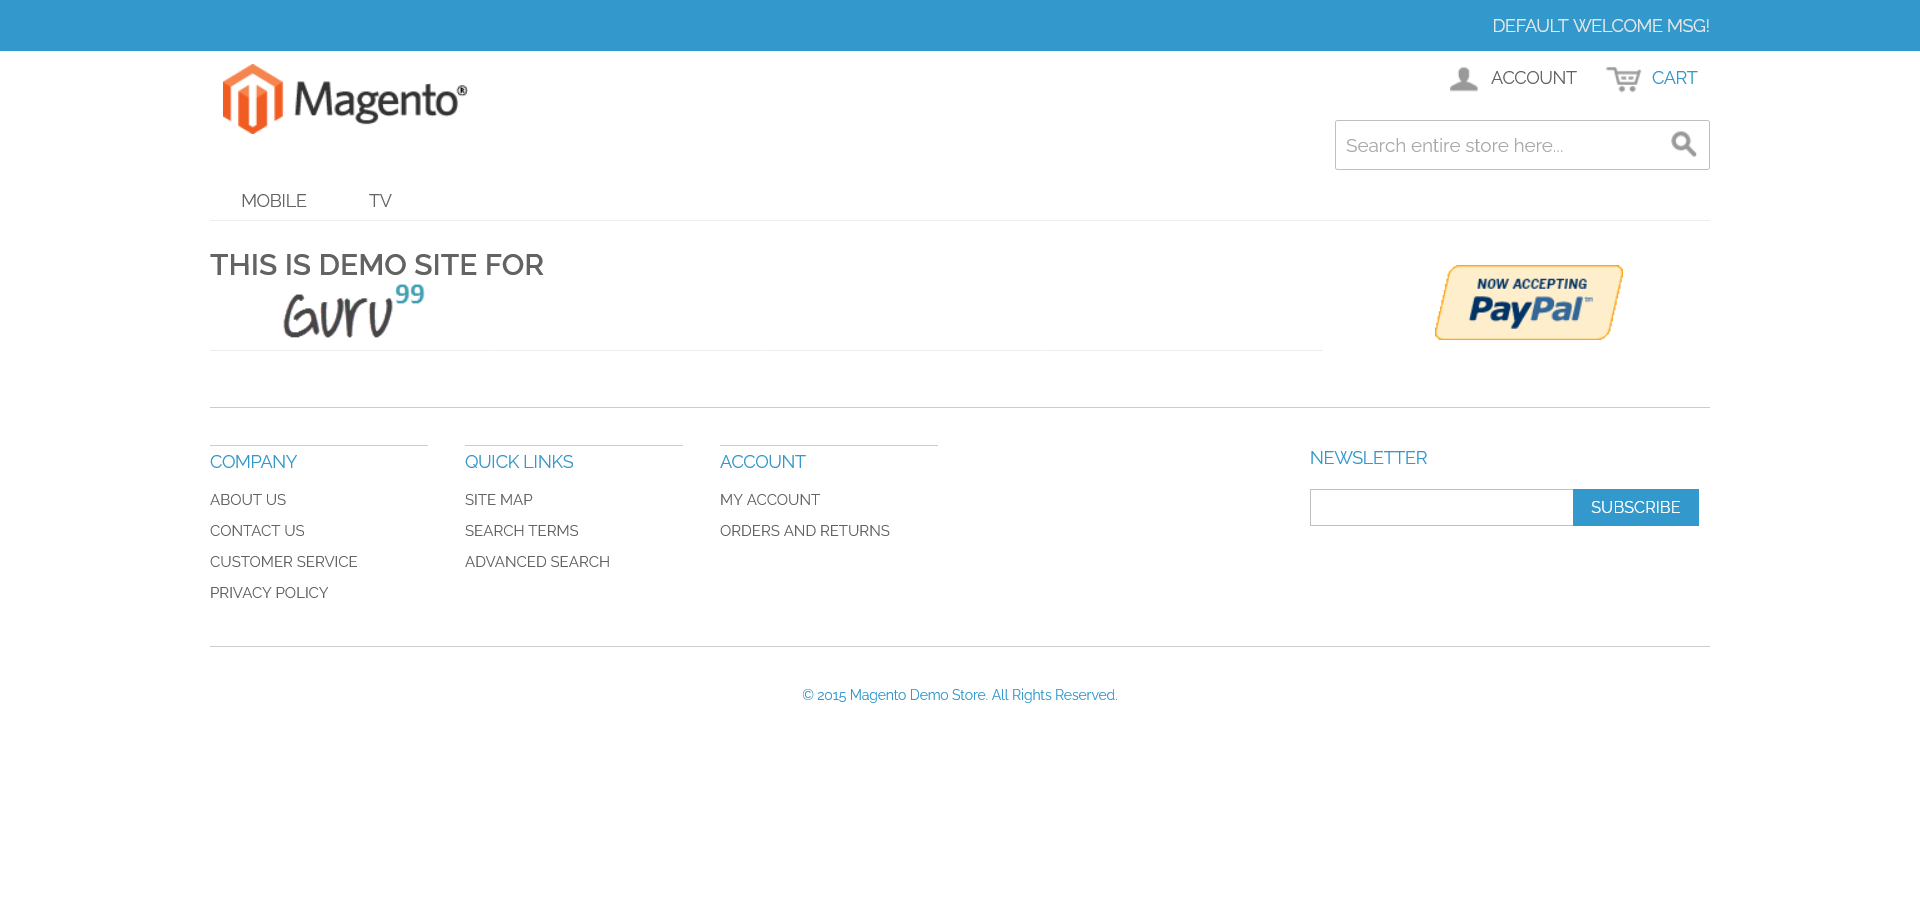 DEFAULT WELCOME MSG!
Magento®
ACCOUNT
CART
Search entire store here...
MOBILE
TV
THIS IS DEMO SITE FOR
Guru99
NOW ACCEPTING
PayPal™
COMPANY
ABOUT US
CONTACT US
CUSTOMER SERVICE
PRIVACY POLICY
QUICK LINKS
SITE MAP
SEARCH TERMS
ADVANCED SEARCH
ACCOUNT
MY ACCOUNT
ORDERS AND RETURNS
NEWSLETTER
SUBSCRIBE
© 2015 Magento Demo Store. All Rights Reserved.